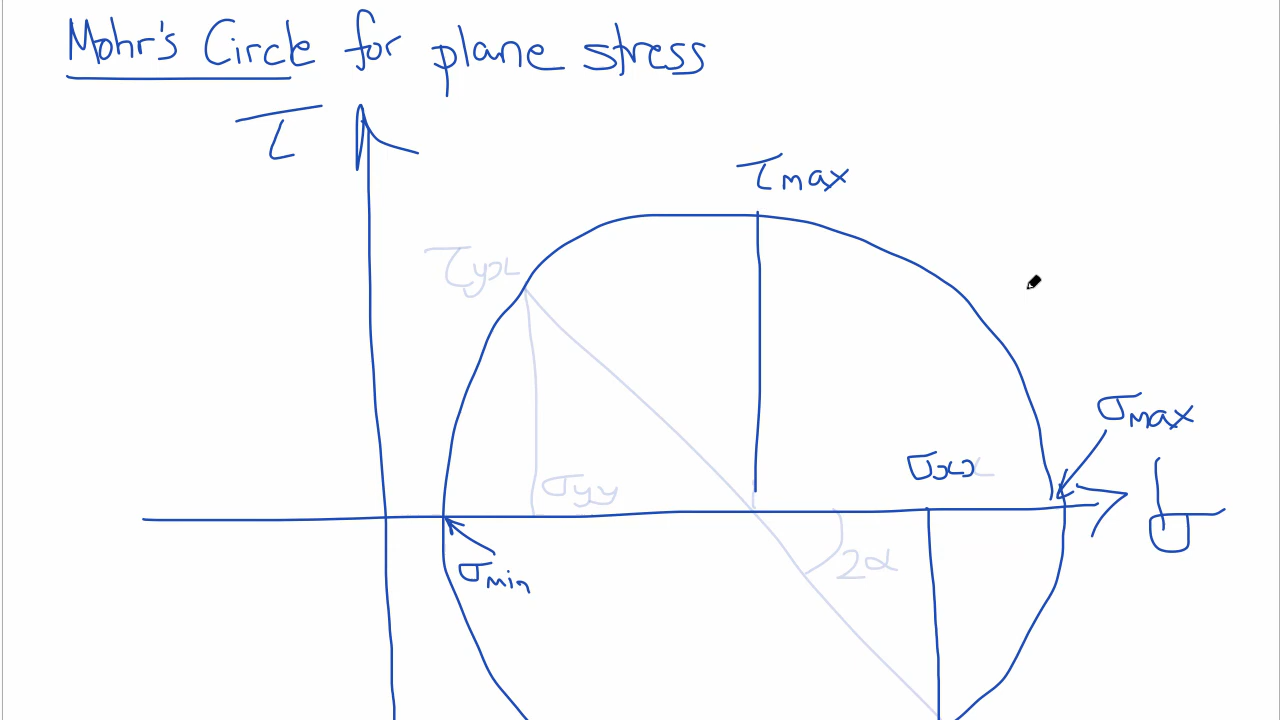 Mohr's Circle for plane stress
τ
τmax
τyx
σmax
σxx
σyy
σ
2α
σmin